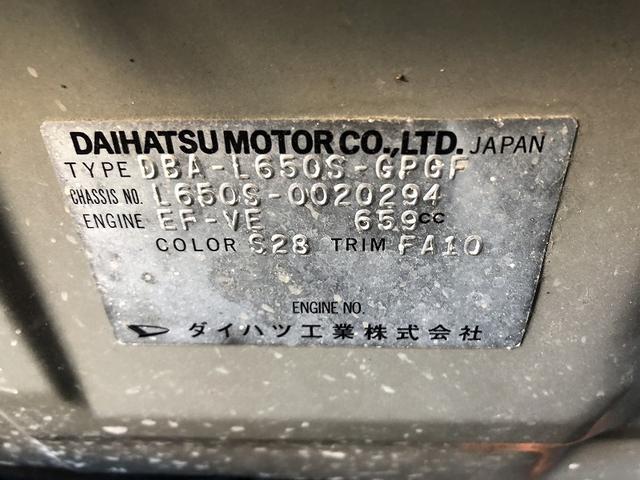 DAIHATSU MOTOR CO.,LTD. JAPAN
TYPE DBA-L650S-GPGF
CHASSIS NO. L650S-0020294
ENGINE EF-VE 659cc
COLOR S28 TRIM FA10
ENGINE NO.
ダイハツ工業株式会社